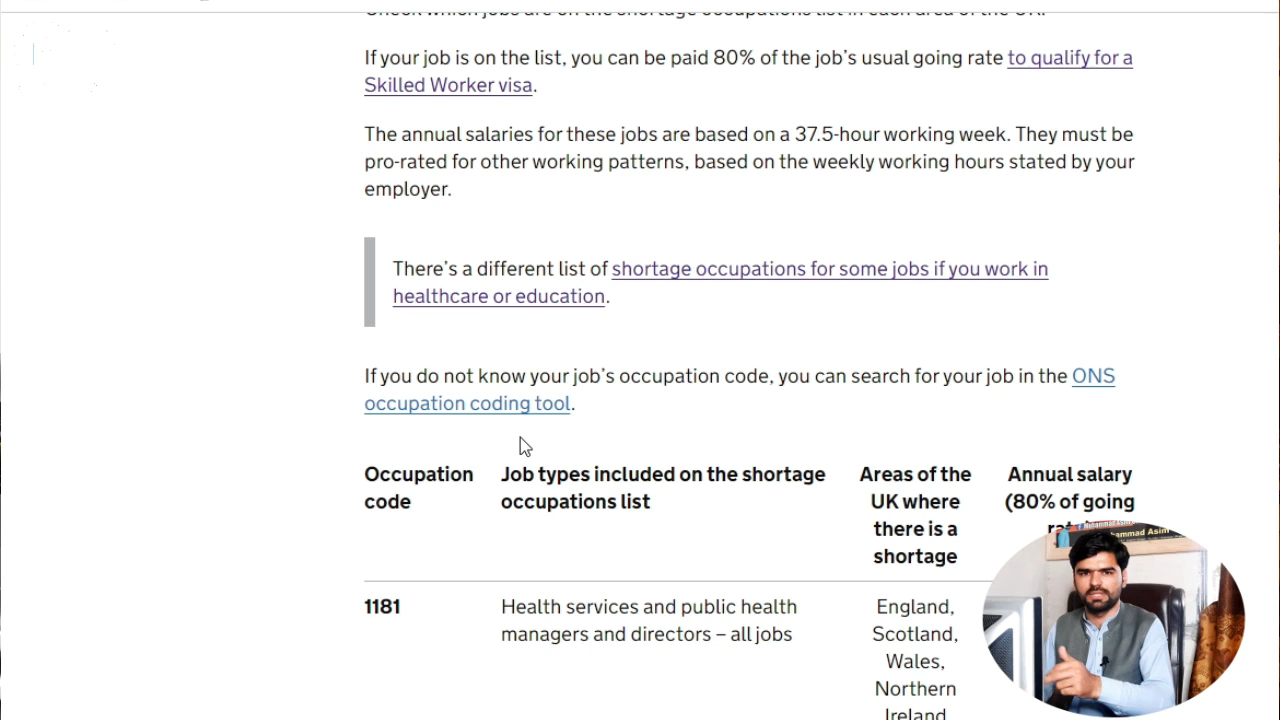 If your job is on the list, you can be paid 80% of the job’s usual going rate to qualify for a
Skilled Worker visa.
The annual salaries for these jobs are based on a 37.5-hour working week. They must be
pro-rated for other working patterns, based on the weekly working hours stated by your
employer.
There’s a different list of shortage occupations for some jobs if you work in
healthcare or education.
If you do not know your job’s occupation code, you can search for your job in the ONS
occupation coding tool.
Occupation
code
Job types included on the shortage
occupations list
Areas of the
UK where
there is a
shortage
Annual salary
(80% of going
1181
Health services and public health
managers and directors – all jobs
England,
Scotland,
Wales,
Northern
Ireland